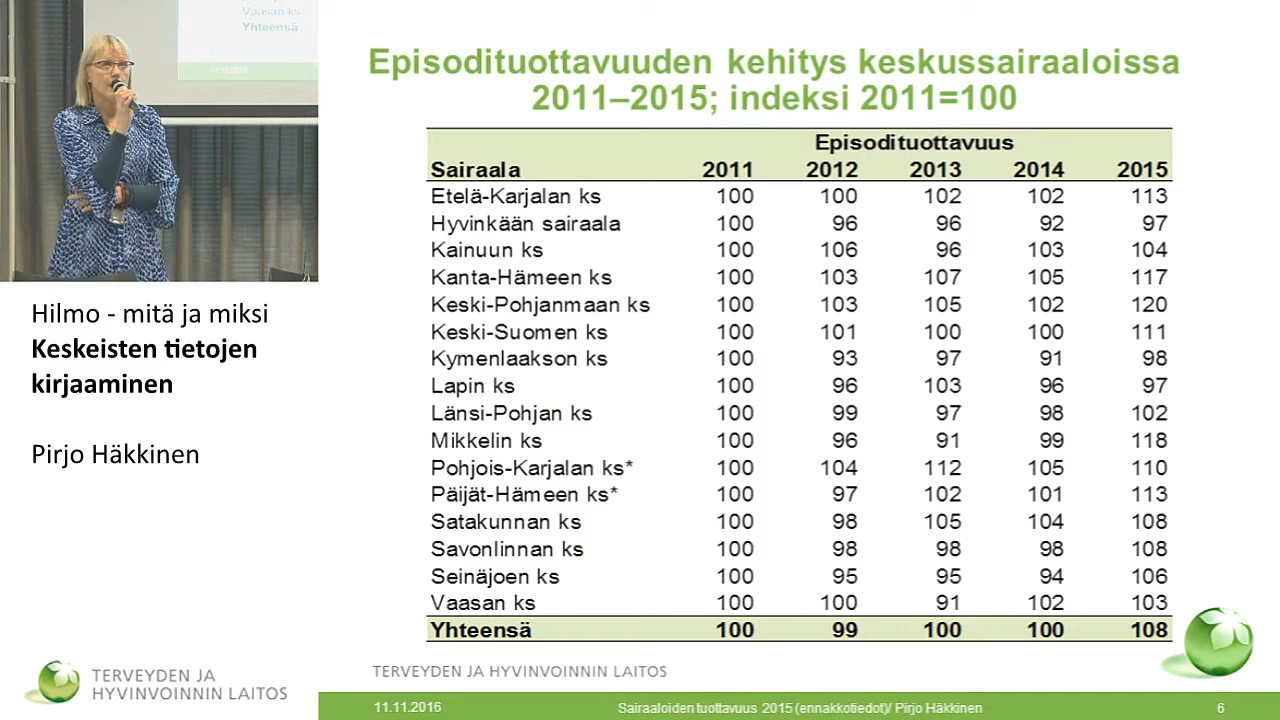 Vaasan ks
Yhteensä
Hilmo - mitä ja miksi
Keskeisten tietojen
kirjaaminen
Pirjo Häkkinen
TERVEYDEN JA
HYVINVOINNIN LAITOS
Episodituottavuuden kehitys keskussairaaloissa
2011–2015; indeksi 2011=100
Episodituottavuus
Sairaala 2011 2012 2013 2014 2015
Etelä-Karjalan ks 100 100 102 102 113
Hyvinkään sairaala 100 96 96 92 97
Kainuun ks 100 106 96 103 104
Kanta-Hämeen ks 100 103 107 105 117
Keski-Pohjanmaan ks 100 103 105 102 120
Keski-Suomen ks 100 101 100 100 111
Kymenlaakson ks 100 93 97 91 98
Lapin ks 100 96 103 96 97
Länsi-Pohjan ks 100 99 97 98 102
Mikkelin ks 100 96 91 99 118
Pohjois-Karjalan ks* 100 104 112 105 110
Päijät-Hämeen ks* 100 97 102 101 113
Satakunnan ks 100 98 105 104 108
Savonlinnan ks 100 98 98 98 108
Seinäjoen ks 100 95 95 94 106
Vaasan ks 100 100 91 102 103
Yhteensä 100 99 100 100 108
TERVEYDEN JA HYVINVOINNIN LAITOS
11.11.2016 Sairaaloiden tuottavuus 2015 (ennakkotiedot)/ Pirjo Häkkinen 6